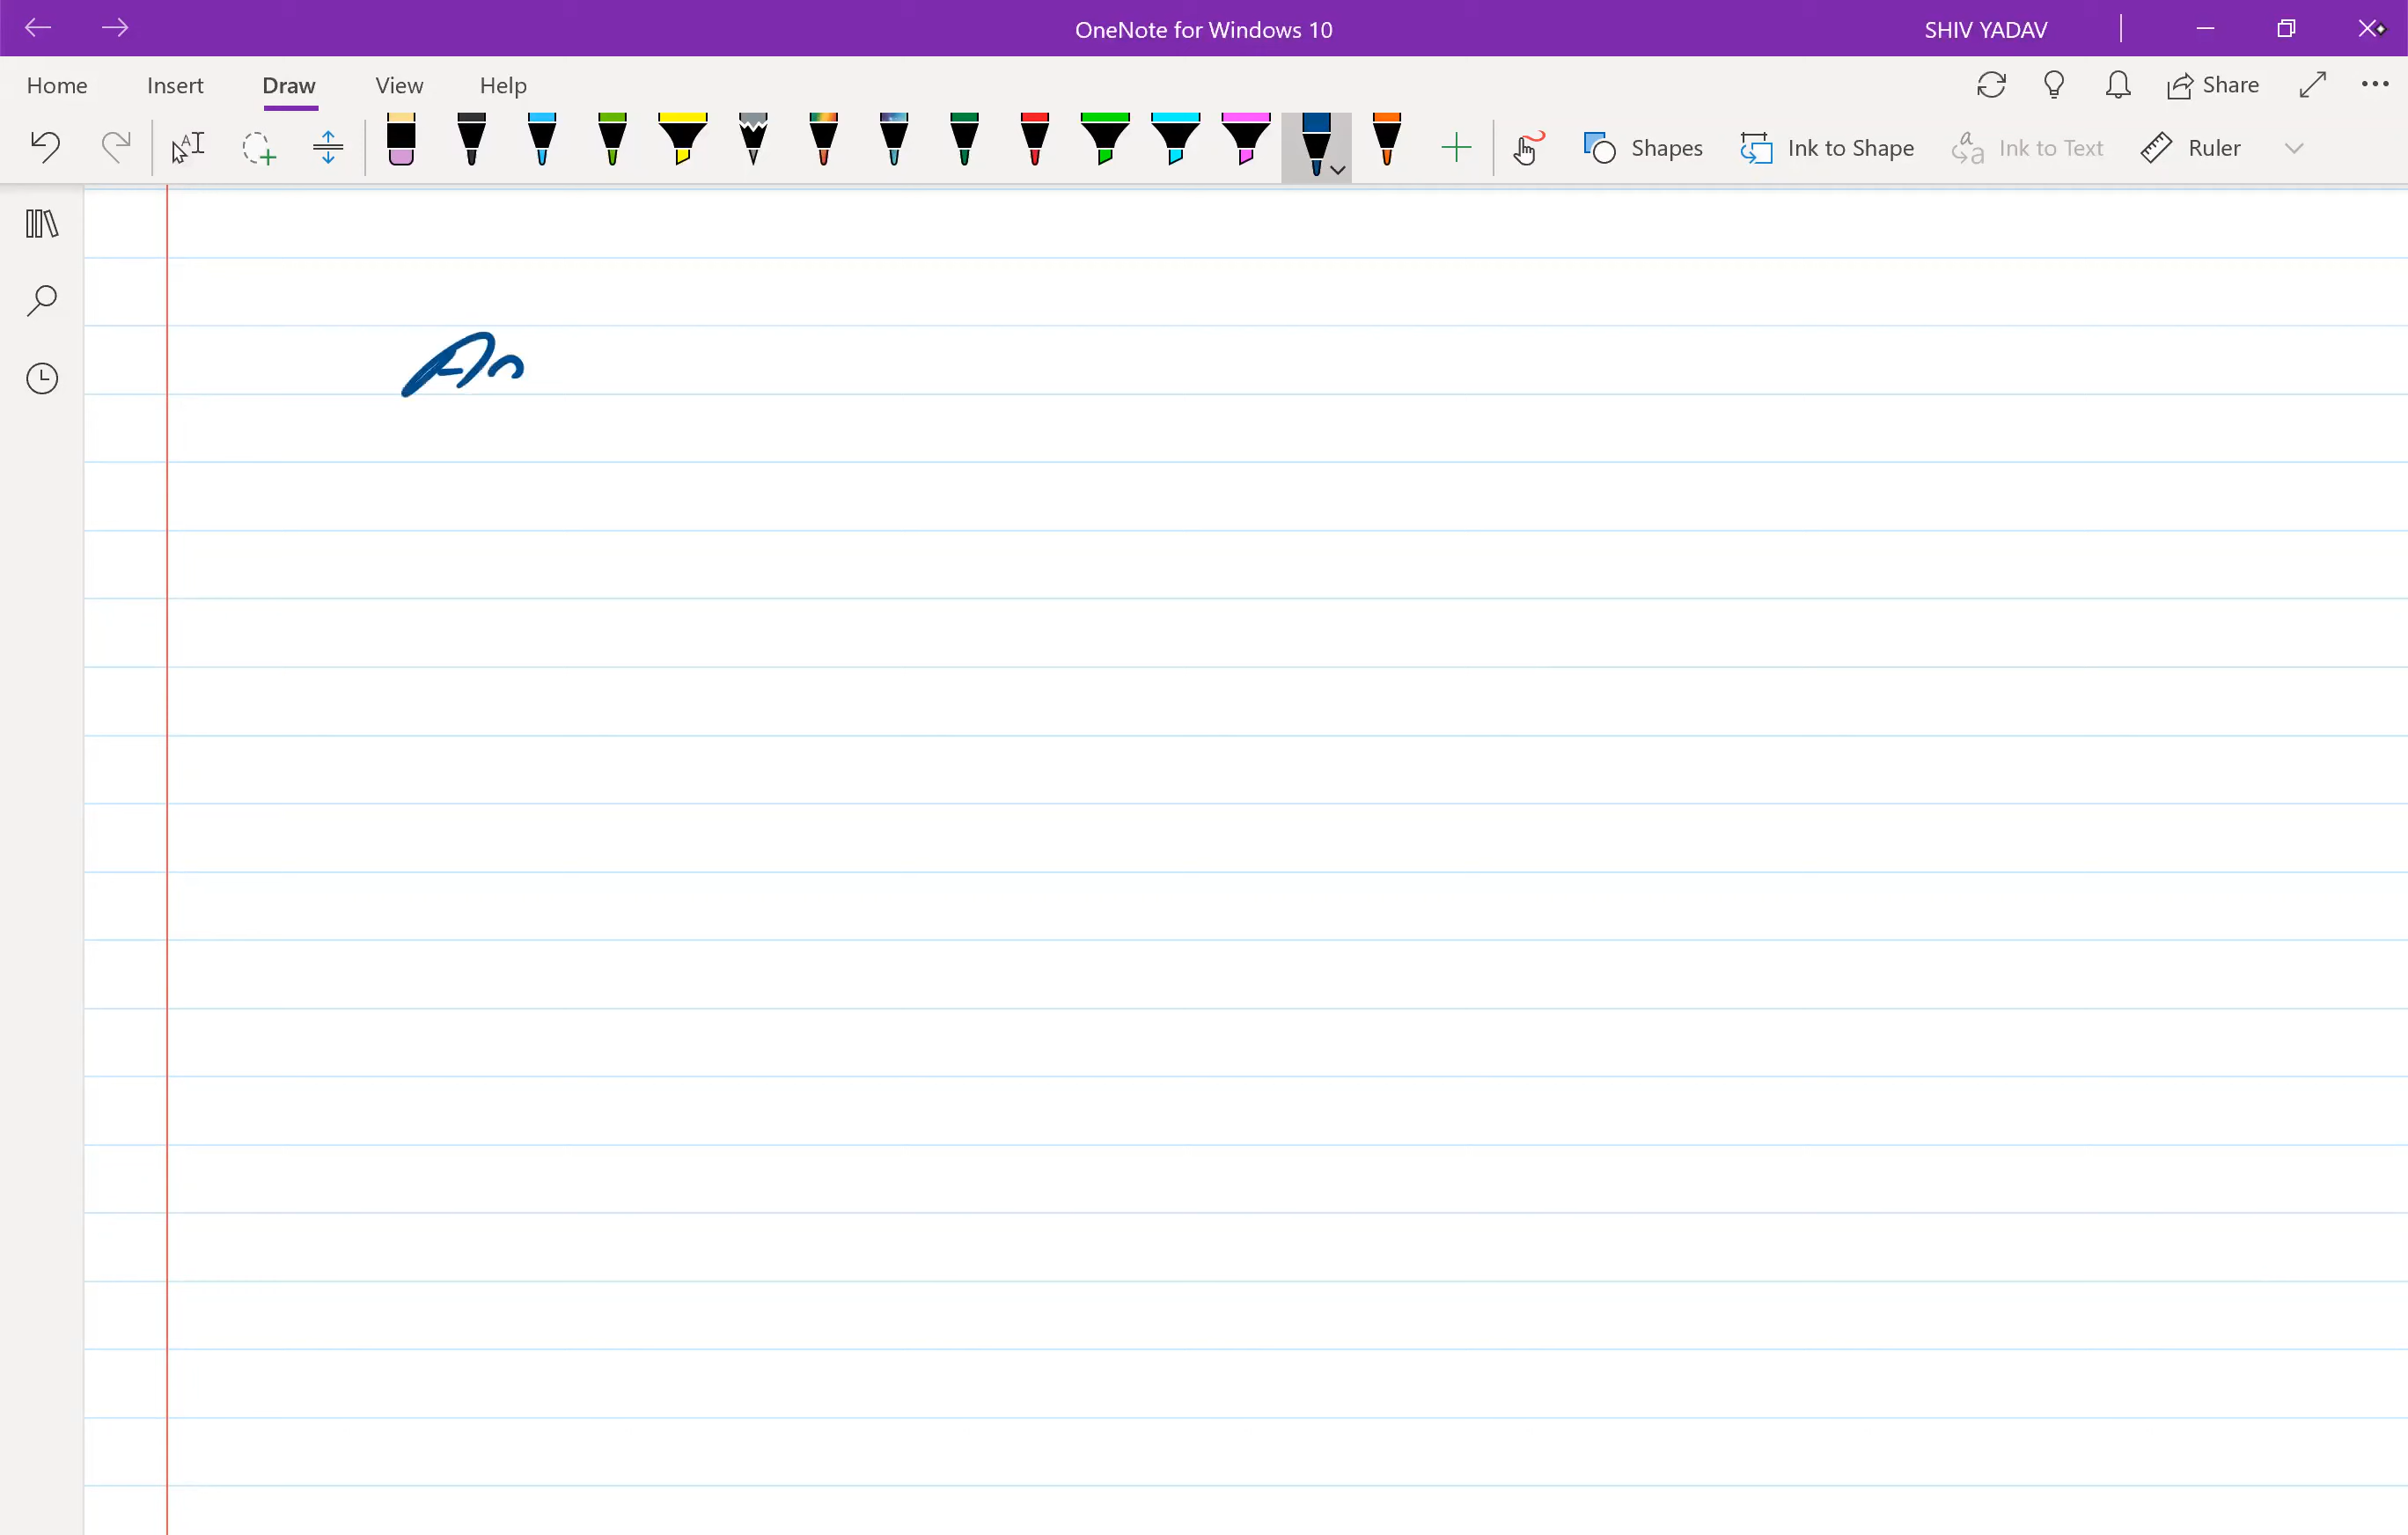 OneNote for Windows 10 SHIV YADAV
Home Insert Draw View Help Share
Shapes Ink to Shape Ink to Text Ruler
An